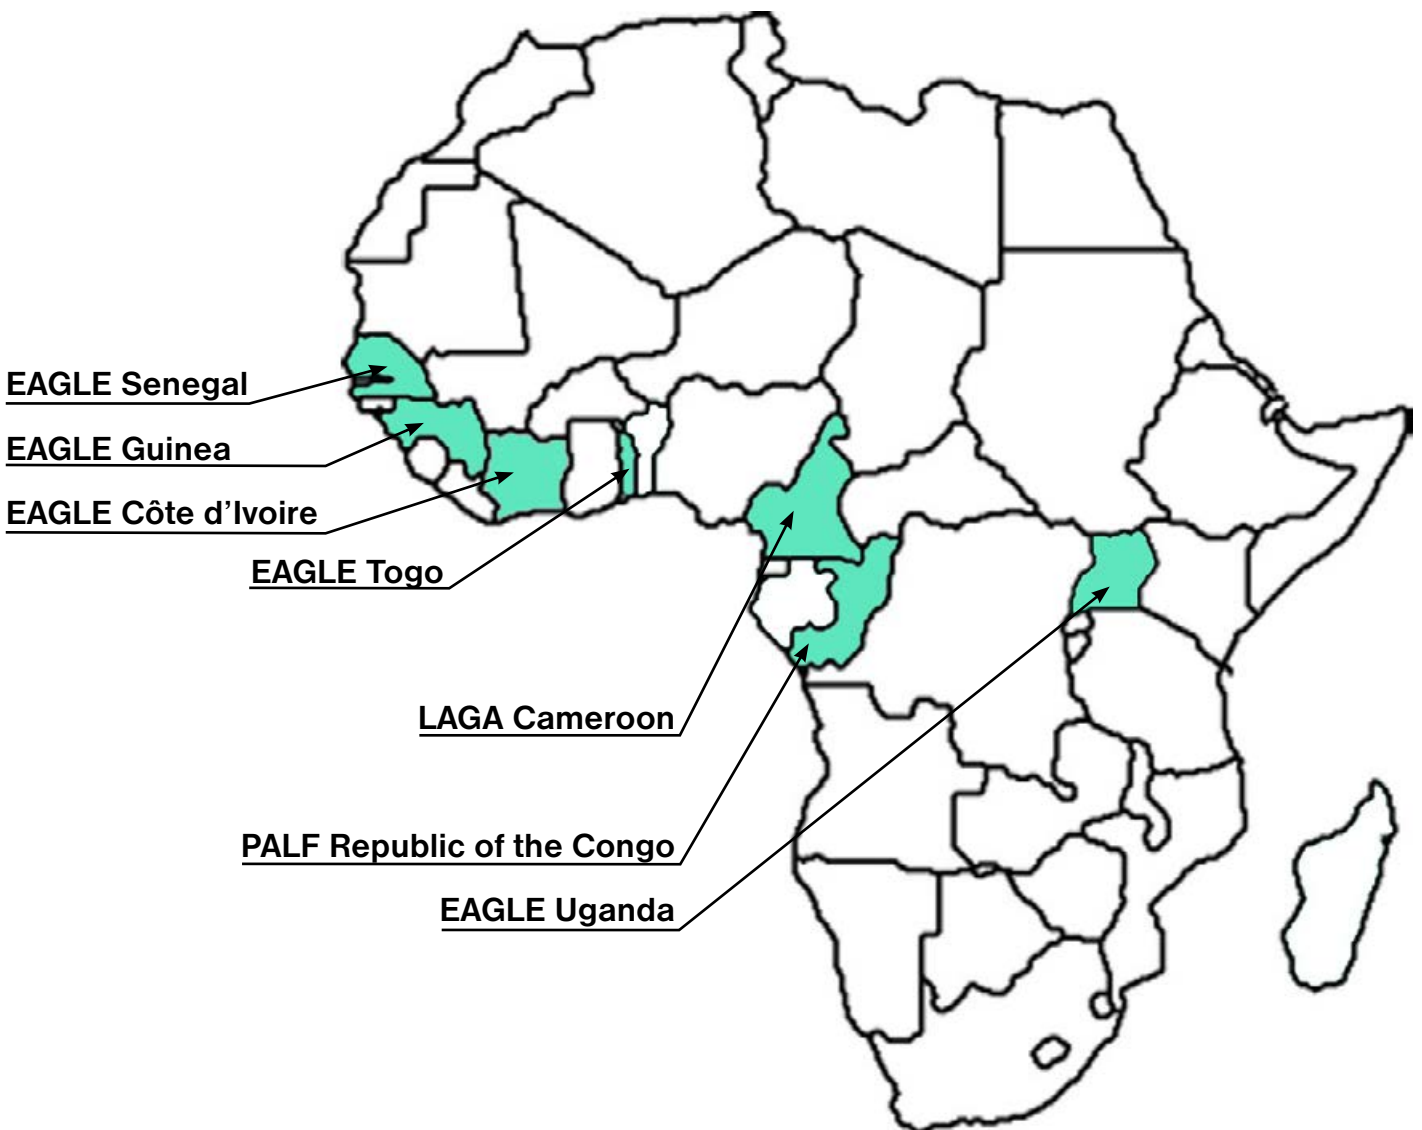 EAGLE Senegal
EAGLE Guinea
EAGLE Côte d’Ivoire
EAGLE Togo
LAGA Cameroon
PALF Republic of the Congo
EAGLE Uganda